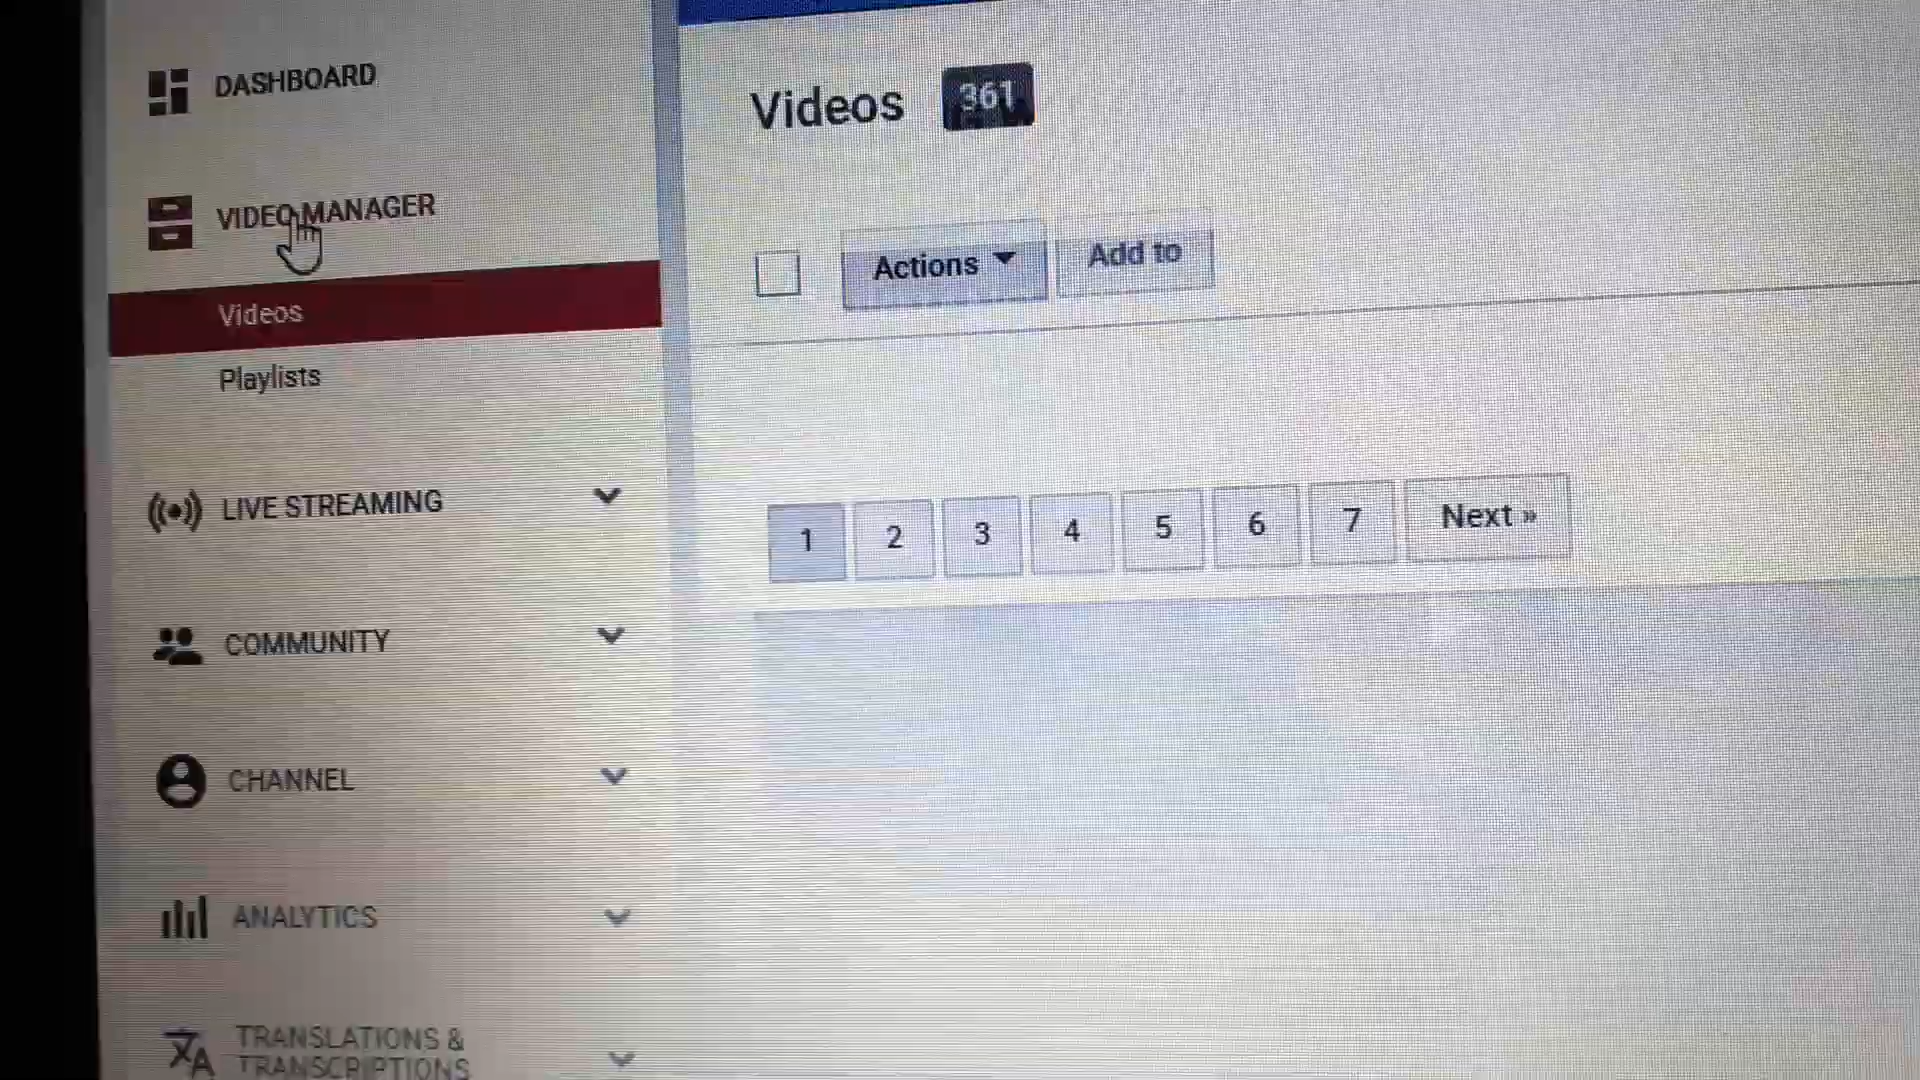 DASHBOARD
VIDEO MANAGER
Videos
Playlists
LIVE STREAMING
COMMUNITY
CHANNEL
ANALYTICS
TRANSLATIONS &
TRANSCRIPTIONS
Videos 361
Actions Add to
1 2 3 4 5 6 7 Next »